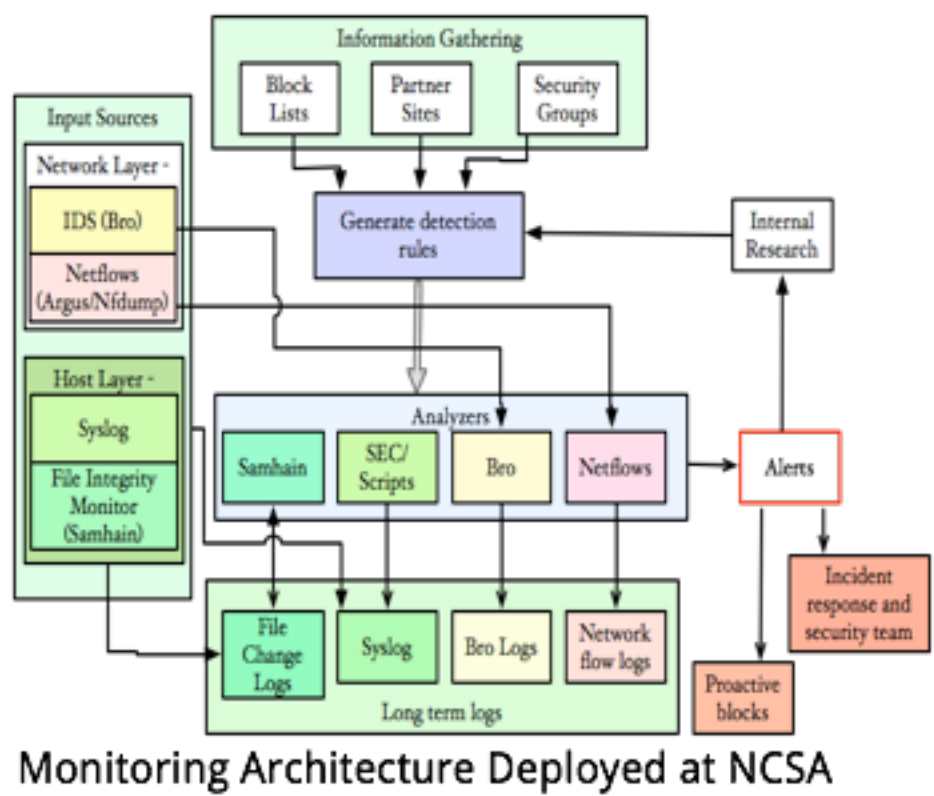 Information Gathering
Block
Lists
Partner
Sites
Security
Groups
Input Sources
Network Layer -
IDS (Bro)
Netflows
(Argus/Nfdump)
Generate detection
rules
Internal
Research
Host Layer -
Syslog
File Integrity
Monitor
(Samhain)
Analyzers
Samhain
SEC/
Scripts
Bro
Netflows
Alerts
Incident
response and
security team
File
Change
Logs
Syslog
Bro Logs
Network
flow logs
Long term logs
Proactive
blocks
Monitoring Architecture Deployed at NCSA